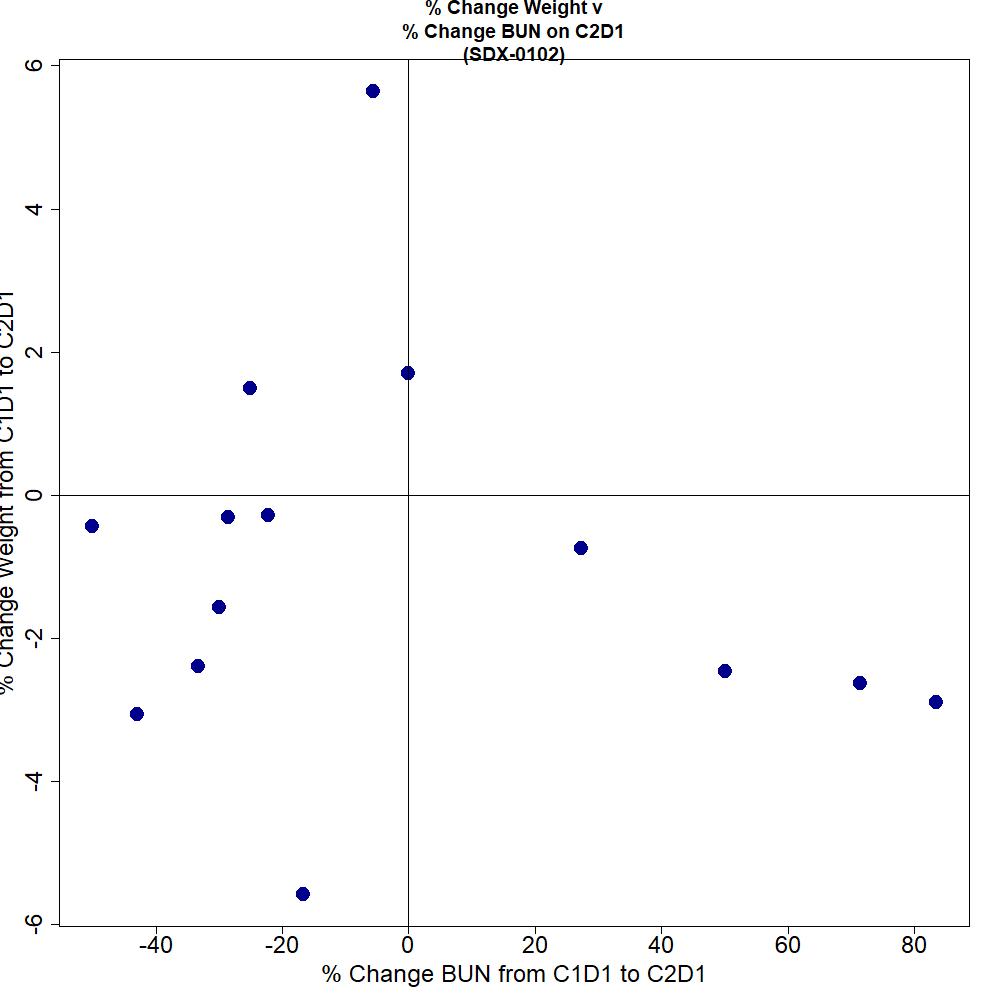 % Change Weight v
% Change BUN on C2D1
(SDX-0102)
6
4
2
0
-2
-4
-6
% Change Weight from C1D1 to C2D1
-40 -20 0 20 40 60 80
% Change BUN from C1D1 to C2D1